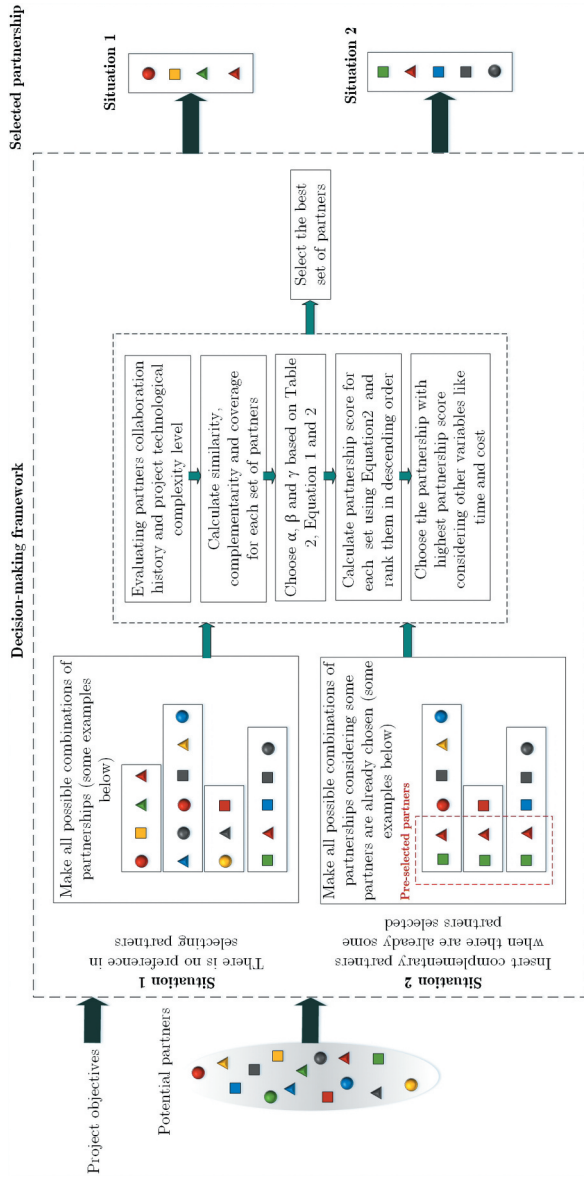 Decision-making framework
Selected partnership
Project objectives
Potential partners
Situation 1
There is no preference in
selecting partners
Make all possible combinations of
partnerships (some examples
below)
Situation 2
Insert complementary partners
when there are already some
partners selected
Make all possible combinations of
partnerships considering some
partners are already chosen (some
examples below)
Pre-selected partners
Evaluating partners collaboration
history and project technological
complexity level
Calculate similarity,
complementarity and coverage
for each set of partners
Choose α, β and γ based on Table
2, Equation 1 and 2
Calculate partnership score for
each set using Equation2 and
rank them in descending order
Choose the partnership with
highest partnership score
considering other variables like
time and cost
Select the best
set of partners
Situation 1
Situation 2